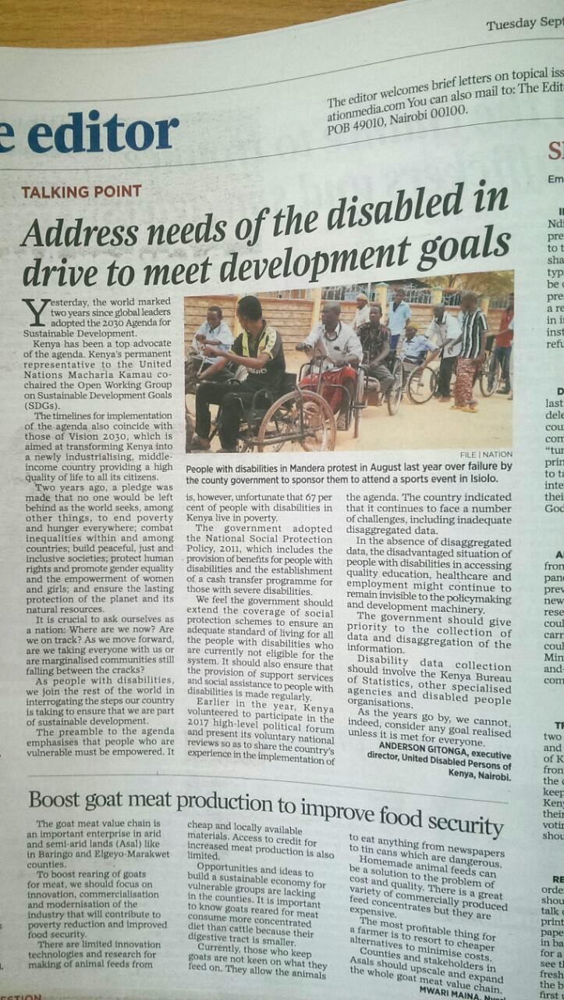 Tuesday Sept
The editor welcomes brief letters on topical iss
ationmedia.com You can also mail to: The Edit
POB 49010, Nairobi 00100.
e editor
TALKING POINT
Address needs of the disabled in
drive to meet development goals
Yesterday, the world marked
two years since global leaders
adopted the 2030 Agenda for
Sustainable Development.
Kenya has been a top advocate
of the agenda. Kenya's permanent
representative to the United
Nations Macharia Kamau co-
chaired the Open Working Group
on Sustainable Development Goals
(SDGs).
The timelines for implementation
of the agenda also coincide with
those of Vision 2030, which is
aimed at transforming Kenya into
a newly industrialising, middle-
income country providing a high
quality of life to all its citizens.
Two years ago, a pledge was
made that no one would be left
behind as the world seeks, among
other things, to end poverty
and hunger everywhere; combat
inequalities within and among
countries; build peaceful, just and
inclusive societies; protect human
rights and promote gender equality
and the empowerment of women
and girls; and ensure the lasting
protection of the planet and its
natural resources.
It is crucial to ask ourselves as
a nation: Where are we now? Are
we on track? As we move forward,
are we taking everyone with us or
are marginalised communities still
falling between the cracks?
As people with disabilities,
we join the rest of the world in
interrogating the steps our country
is taking to ensure that we are part
of sustainable development.
The preamble to the agenda
emphasises that people who are
vulnerable must be empowered. It
FILE | NATION
People with disabilities in Mandera protest in August last year over failure by
the county government to sponsor them to attend a sports event in Isiolo.
is, however, unfortunate that 67 per
cent of people with disabilities in
Kenya live in poverty.
The government adopted
the National Social Protection
Policy, 2011, which includes the
provision of benefits for people with
disabilities and the establishment
of a cash transfer programme for
those with severe disabilities.
We feel the government should
extend the coverage of social
protection schemes to ensure an
adequate standard of living for all
the people with disabilities who
are currently not eligible for the
system. It should also ensure that
the provision of support services
and social assistance to people with
disabilities is made regularly.
Earlier in the year, Kenya
volunteered to participate in the
2017 high-level political forum
and present its voluntary national
reviews so as to share the country's
experience in the implementation of
the agenda. The country indicated
that it continues to face a number
of challenges, including inadequate
disaggregated data.
In the absence of disaggregated
data, the disadvantaged situation of
people with disabilities in accessing
quality education, healthcare and
employment might continue to
remain invisible to the policymaking
and development machinery.
The government should give
priority to the collection of
data and disaggregation of the
information.
Disability data collection
should involve the Kenya Bureau
of Statistics, other specialised
agencies and disabled people
organisations.
As the years go by, we cannot,
indeed, consider any goal realised
unless it is met for everyone.
ANDERSON GITONGA, executive
director, United Disabled Persons of
Kenya, Nairobi.
Boost goat meat production to improve food security
The goat meat value chain is
an important enterprise in arid
and semi-arid lands (Asal) like
in Baringo and Elgeyo-Marakwet
counties.
To boost rearing of goats
for meat, we should focus on
innovation, commercialisation
and modernisation of the
industry that will contribute to
poverty reduction and improved
food security.
There are limited innovation
technologies and research for
making of animal feeds from
cheap and locally available
materials. Access to credit for
increased meat production is also
limited.
Opportunities and ideas to
build a sustainable economy for
vulnerable groups are lacking
in the counties. It is important
to know goats reared for meat
consume more concentrated
diet than cattle because their
digestive tract is smaller.
Currently, those who keep
goats are not keen on what they
feed on. They allow the animals
to eat anything from newspapers
to tin cans which are dangerous.
Homemade animal feeds can
be a solution to the problem of
cost and quality. There is a great
variety of commercially produced
feed concentrates but they are
expensive.
The most profitable thing for
a farmer is to resort to cheaper
alternatives to minimise costs.
Counties and stakeholders in
Asals should upscale and expand
the whole goat meat value chain.
MWARI MAINA,